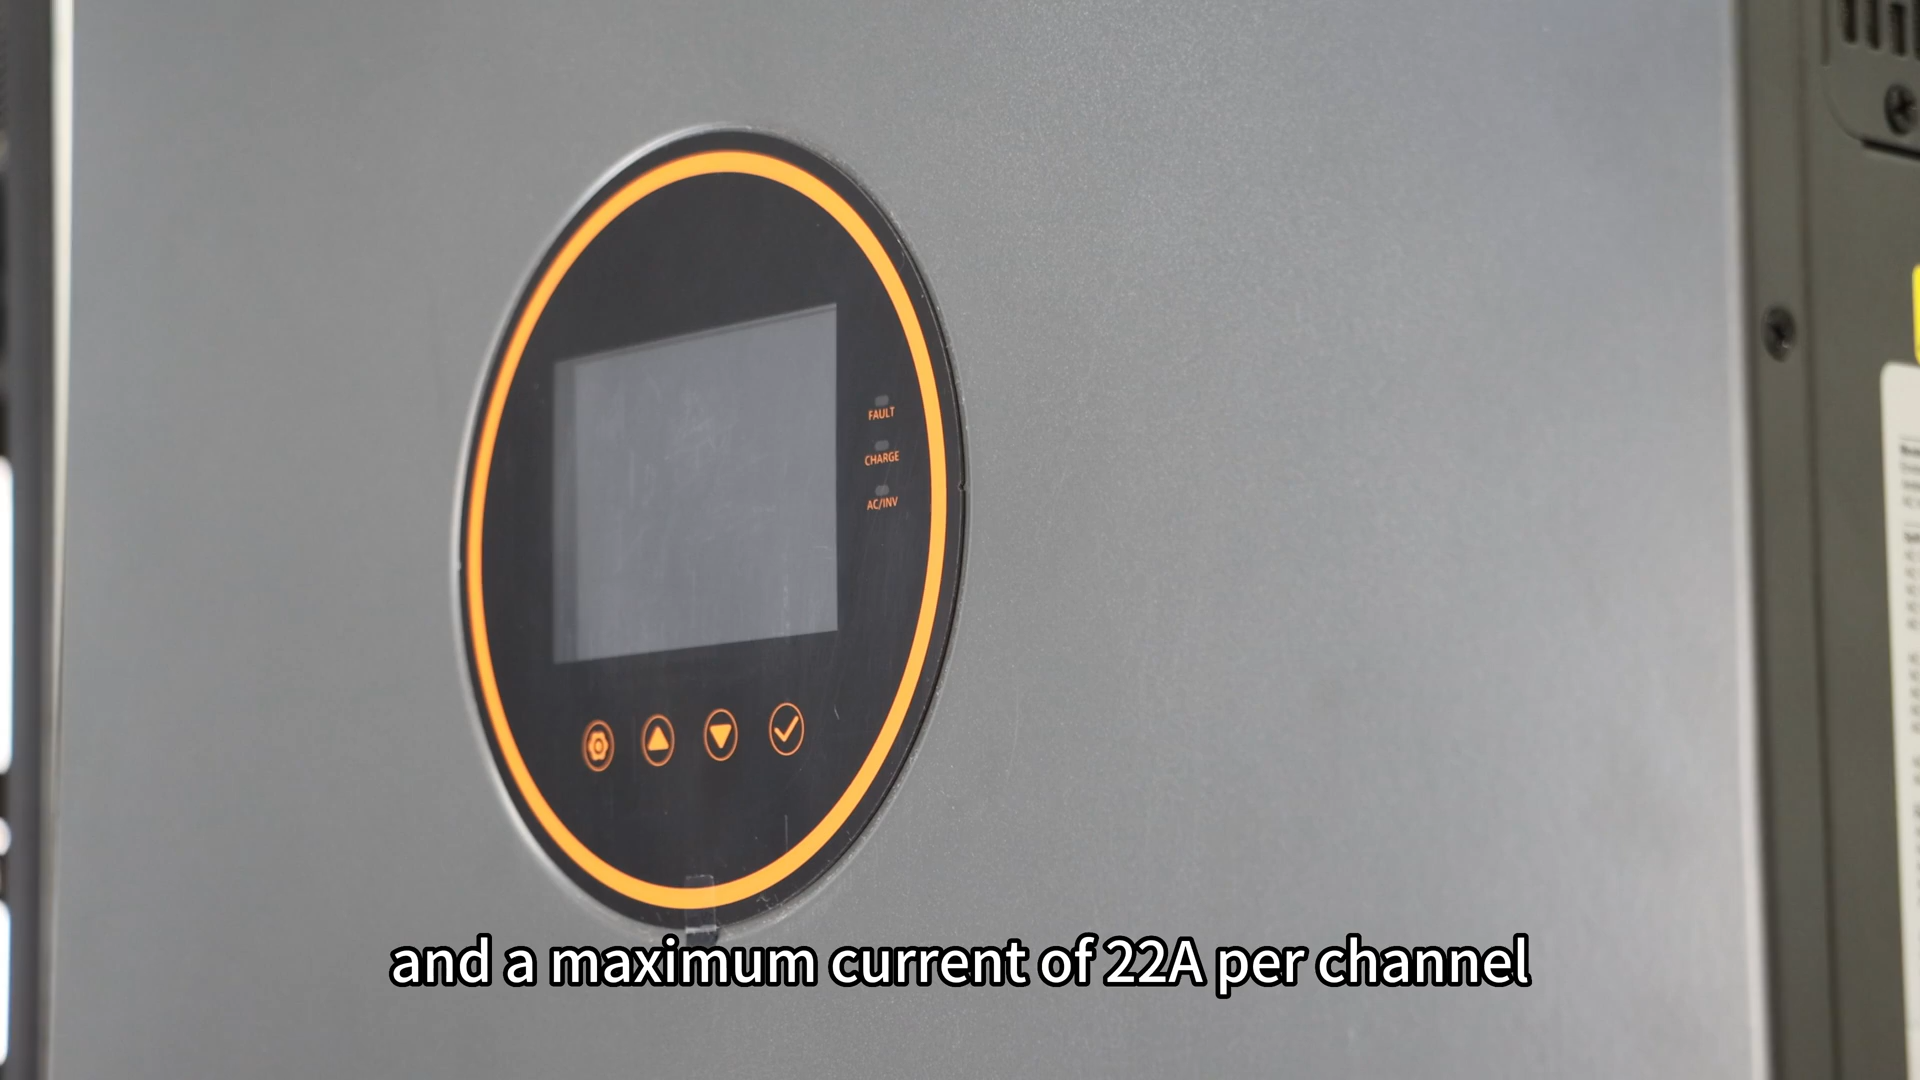 FAULT
CHARGE
AC/INV
and a maximum current of 22A per channel